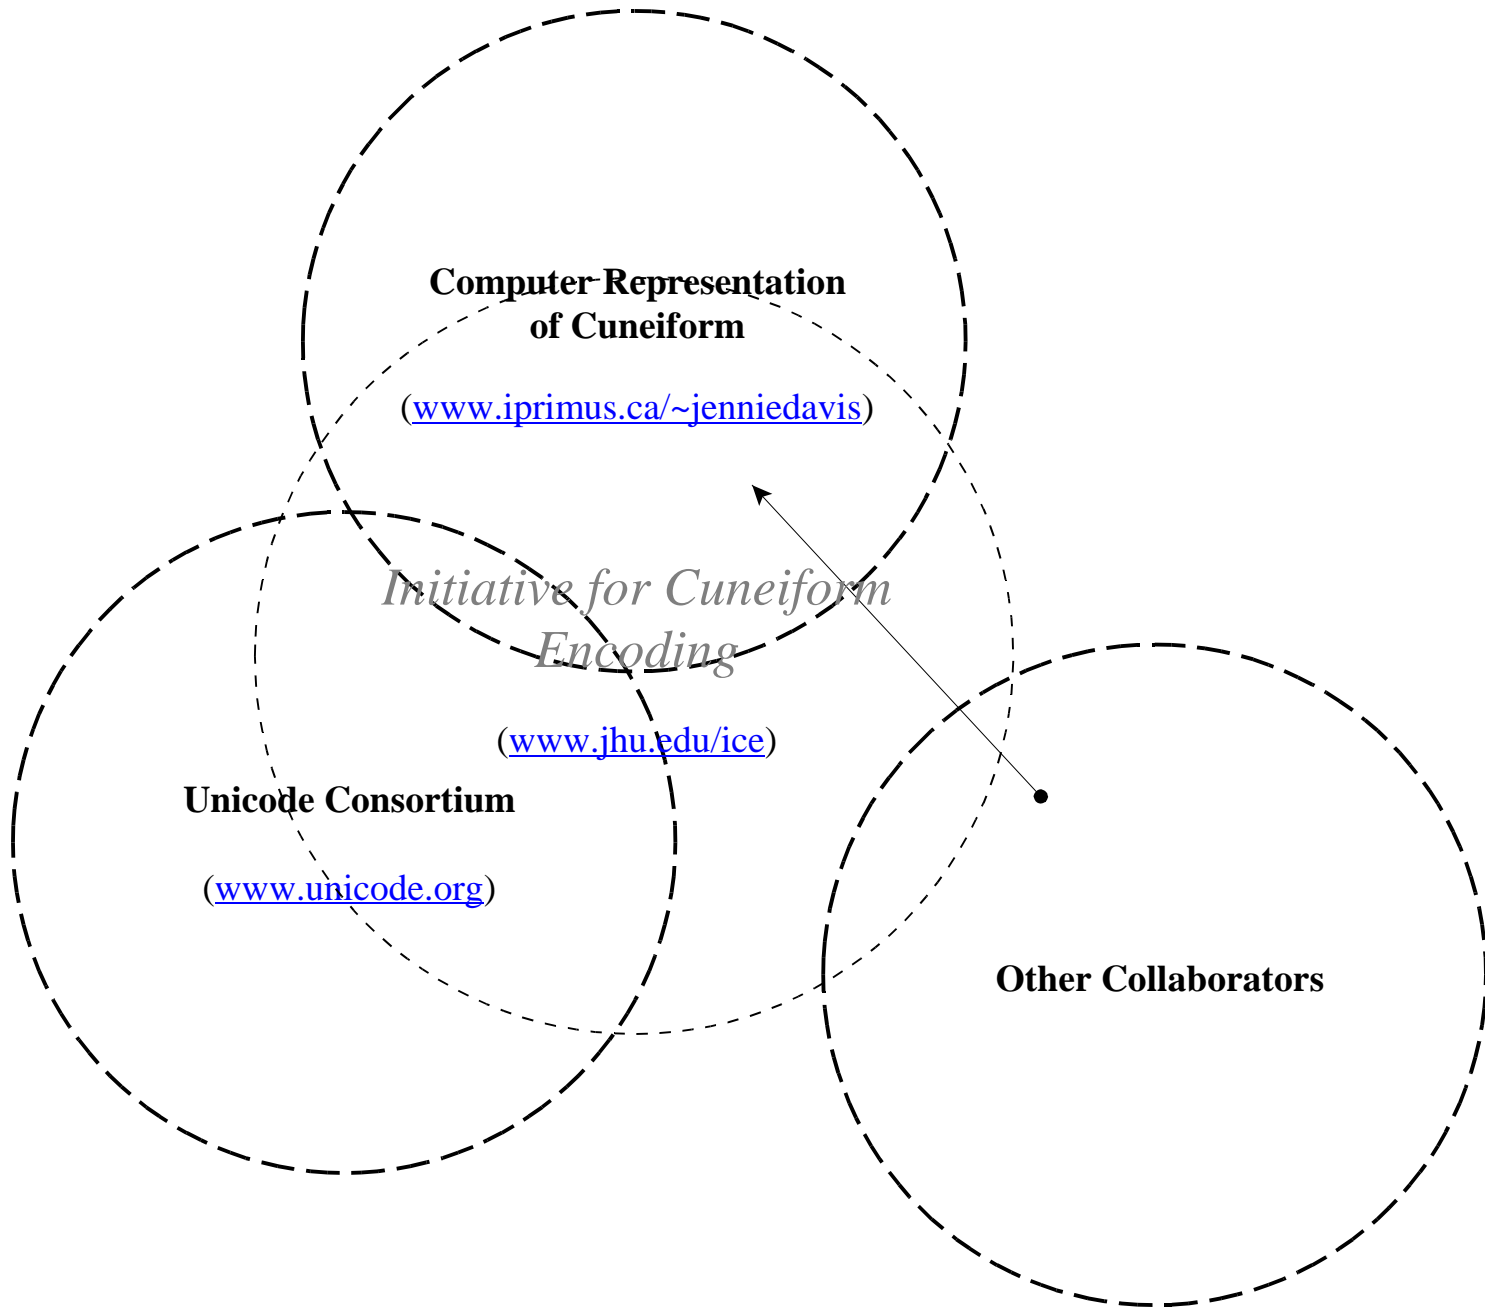 Computer Representation
of Cuneiform
(www.iprimus.ca/~jenniedavis)
Initiative for Cuneiform
Encoding
(www.jhu.edu/ice)
Unicode Consortium
(www.unicode.org)
Other Collaborators